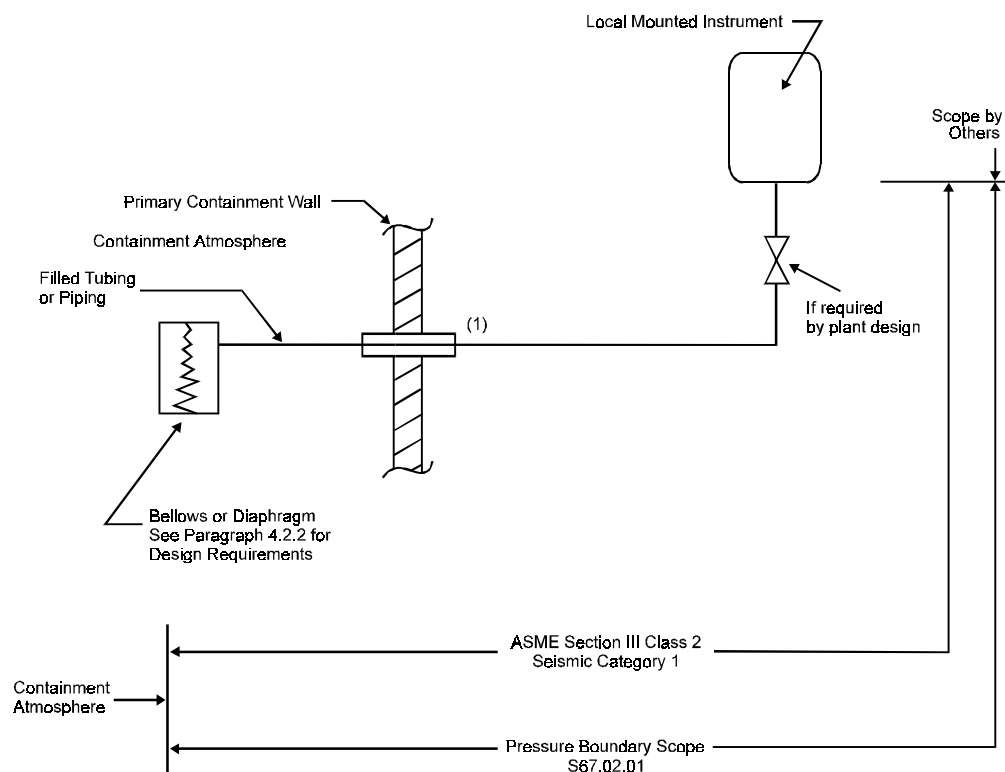 Local Mounted Instrument
Scope by
Others
Primary Containment Wall
Containment Atmosphere
Filled Tubing
or Piping
(1)
If required
by plant design
Bellows or Diaphragm
See Paragraph 4.2.2 for
Design Requirements
ASME Section III Class 2
Seismic Category 1
Containment
Atmosphere
Pressure Boundary Scope
S67.02.01